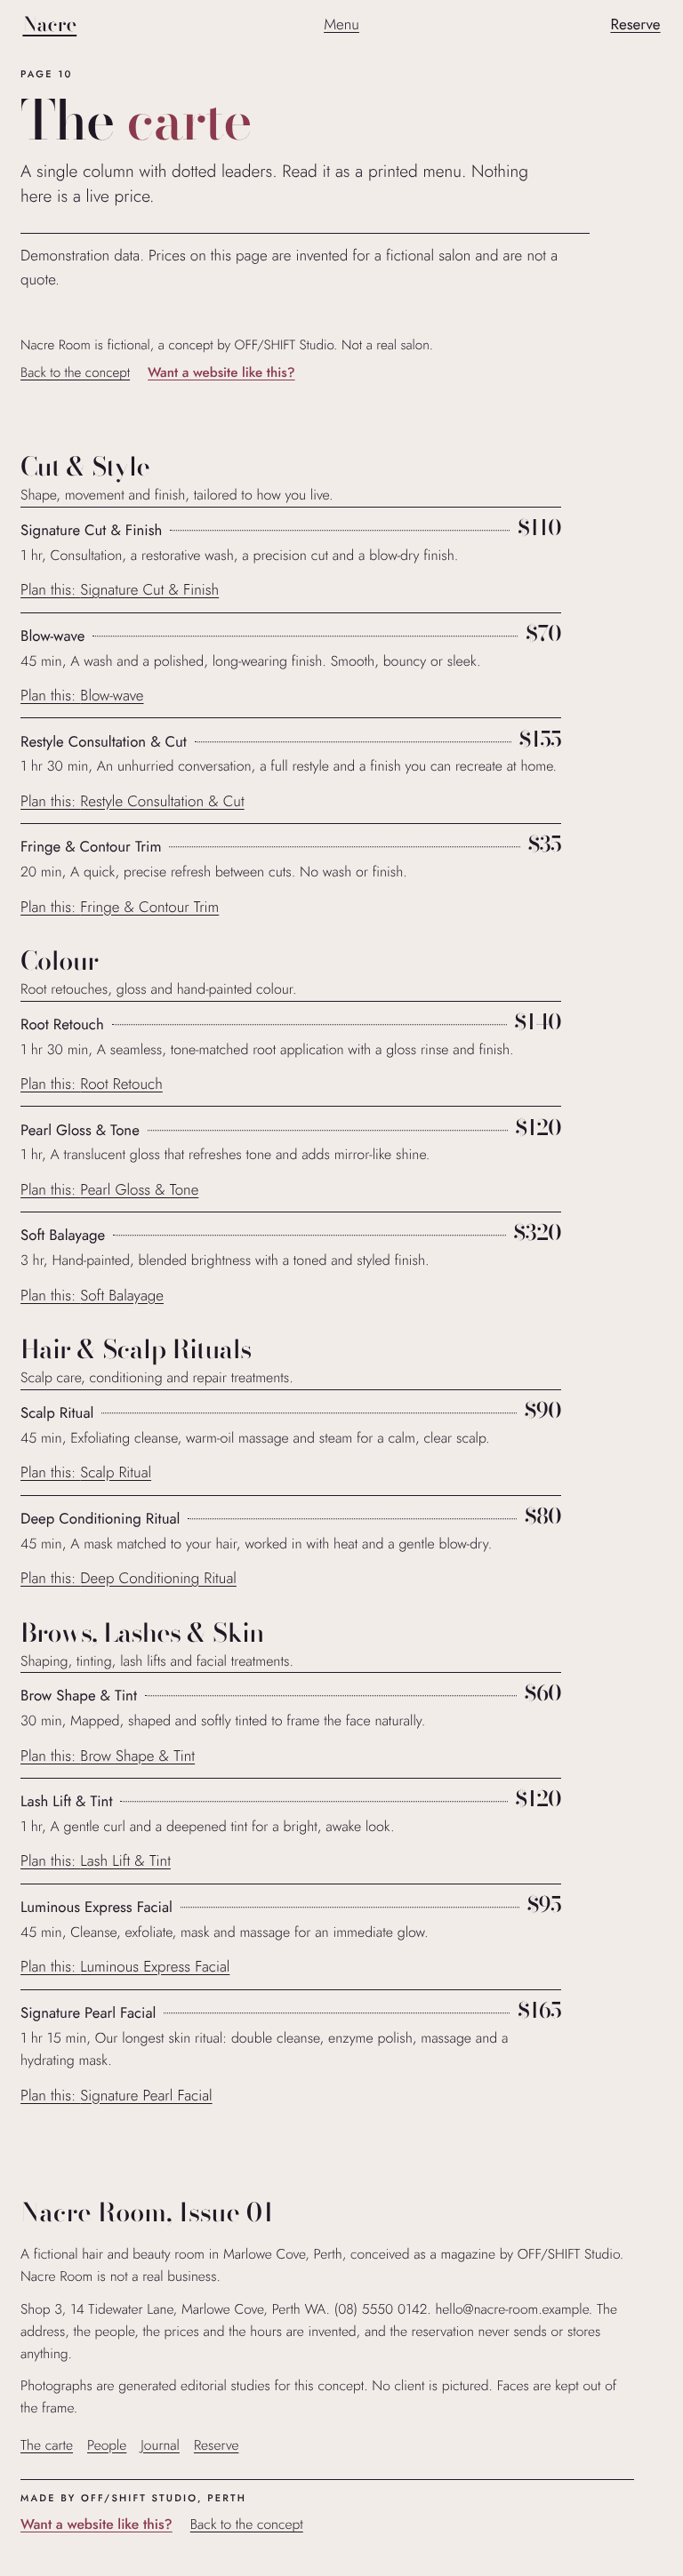 Nacre Menu Reserve
PAGE 10
The carte
A single column with dotted leaders. Read it as a printed menu. Nothing
here is a live price.
Demonstration data. Prices on this page are invented for a fictional salon and are not a
quote.
Nacre Room is fictional, a concept by OFF/SHIFT Studio. Not a real salon.
Back to the concept Want a website like this?
Cut & Style
Shape, movement and finish, tailored to how you live.
Signature Cut & Finish $110
1 hr, Consultation, a restorative wash, a precision cut and a blow-dry finish.
Plan this: Signature Cut & Finish
Blow-wave $70
45 min, A wash and a polished, long-wearing finish. Smooth, bouncy or sleek.
Plan this: Blow-wave
Restyle Consultation & Cut $155
1 hr 30 min, An unhurried conversation, a full restyle and a finish you can recreate at home.
Plan this: Restyle Consultation & Cut
Fringe & Contour Trim $35
20 min, A quick, precise refresh between cuts. No wash or finish.
Plan this: Fringe & Contour Trim
Colour
Root retouches, gloss and hand-painted colour.
Root Retouch $140
1 hr 30 min, A seamless, tone-matched root application with a gloss rinse and finish.
Plan this: Root Retouch
Pearl Gloss & Tone $120
1 hr, A translucent gloss that refreshes tone and adds mirror-like shine.
Plan this: Pearl Gloss & Tone
Soft Balayage $320
3 hr, Hand-painted, blended brightness with a toned and styled finish.
Plan this: Soft Balayage
Hair & Scalp Rituals
Scalp care, conditioning and repair treatments.
Scalp Ritual $90
45 min, Exfoliating cleanse, warm-oil massage and steam for a calm, clear scalp.
Plan this: Scalp Ritual
Deep Conditioning Ritual $80
45 min, A mask matched to your hair, worked in with heat and a gentle blow-dry.
Plan this: Deep Conditioning Ritual
Brows, Lashes & Skin
Shaping, tinting, lash lifts and facial treatments.
Brow Shape & Tint $60
30 min, Mapped, shaped and softly tinted to frame the face naturally.
Plan this: Brow Shape & Tint
Lash Lift & Tint $120
1 hr, A gentle curl and a deepened tint for a bright, awake look.
Plan this: Lash Lift & Tint
Luminous Express Facial $95
45 min, Cleanse, exfoliate, mask and massage for an immediate glow.
Plan this: Luminous Express Facial
Signature Pearl Facial $165
1 hr 15 min, Our longest skin ritual: double cleanse, enzyme polish, massage and a
hydrating mask.
Plan this: Signature Pearl Facial
Nacre Room, Issue 01
A fictional hair and beauty room in Marlowe Cove, Perth, conceived as a magazine by OFF/SHIFT Studio.
Nacre Room is not a real business.
Shop 3, 14 Tidewater Lane, Marlowe Cove, Perth WA. (08) 5550 0142. hello@nacre-room.example. The
address, the people, the prices and the hours are invented, and the reservation never sends or stores
anything.
Photographs are generated editorial studies for this concept. No client is pictured. Faces are kept out of
the frame.
The carte People Journal Reserve
MADE BY OFF/SHIFT STUDIO, PERTH
Want a website like this? Back to the concept